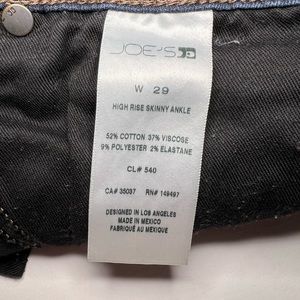 JOE'S
W 29
HIGH RISE SKINNY ANKLE
52% COTTON 37% VISCOSE
9% POLYESTER 2% ELASTANE
CL# 540
CA# 35037 RN# 149497
DESIGNED IN LOS ANGELES
MADE IN MEXICO
FABRIQUÉ AU MEXIQUE